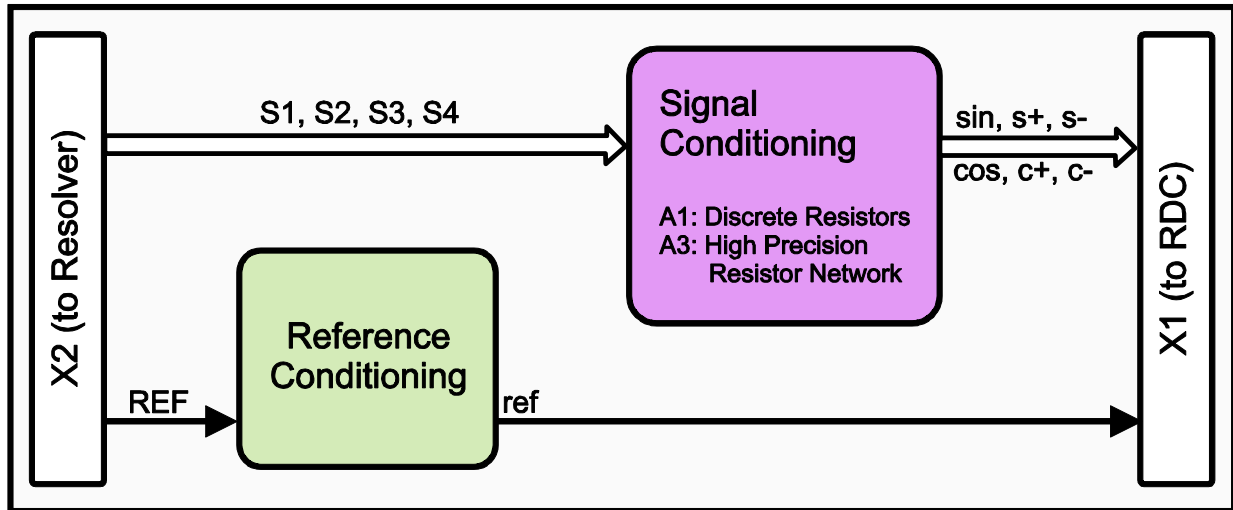 X2 (to Resolver)
S1, S2, S3, S4
Signal
Conditioning
A1: Discrete Resistors
A3: High Precision
Resistor Network
sin, s+, s-
cos, c+, c-
X1 (to RDC)
REF
Reference
Conditioning
ref